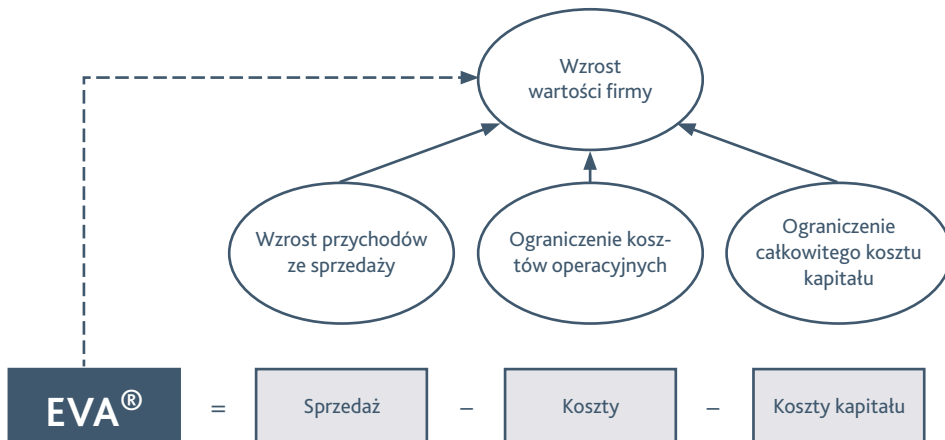 Wzrost
wartości firmy
Wzrost przychodów
ze sprzedaży
Ograniczenie kosz-
tów operacyjnych
Ograniczenie
całkowitego kosztu
kapitału
EVA® = Sprzedaż – Koszty – Koszty kapitału